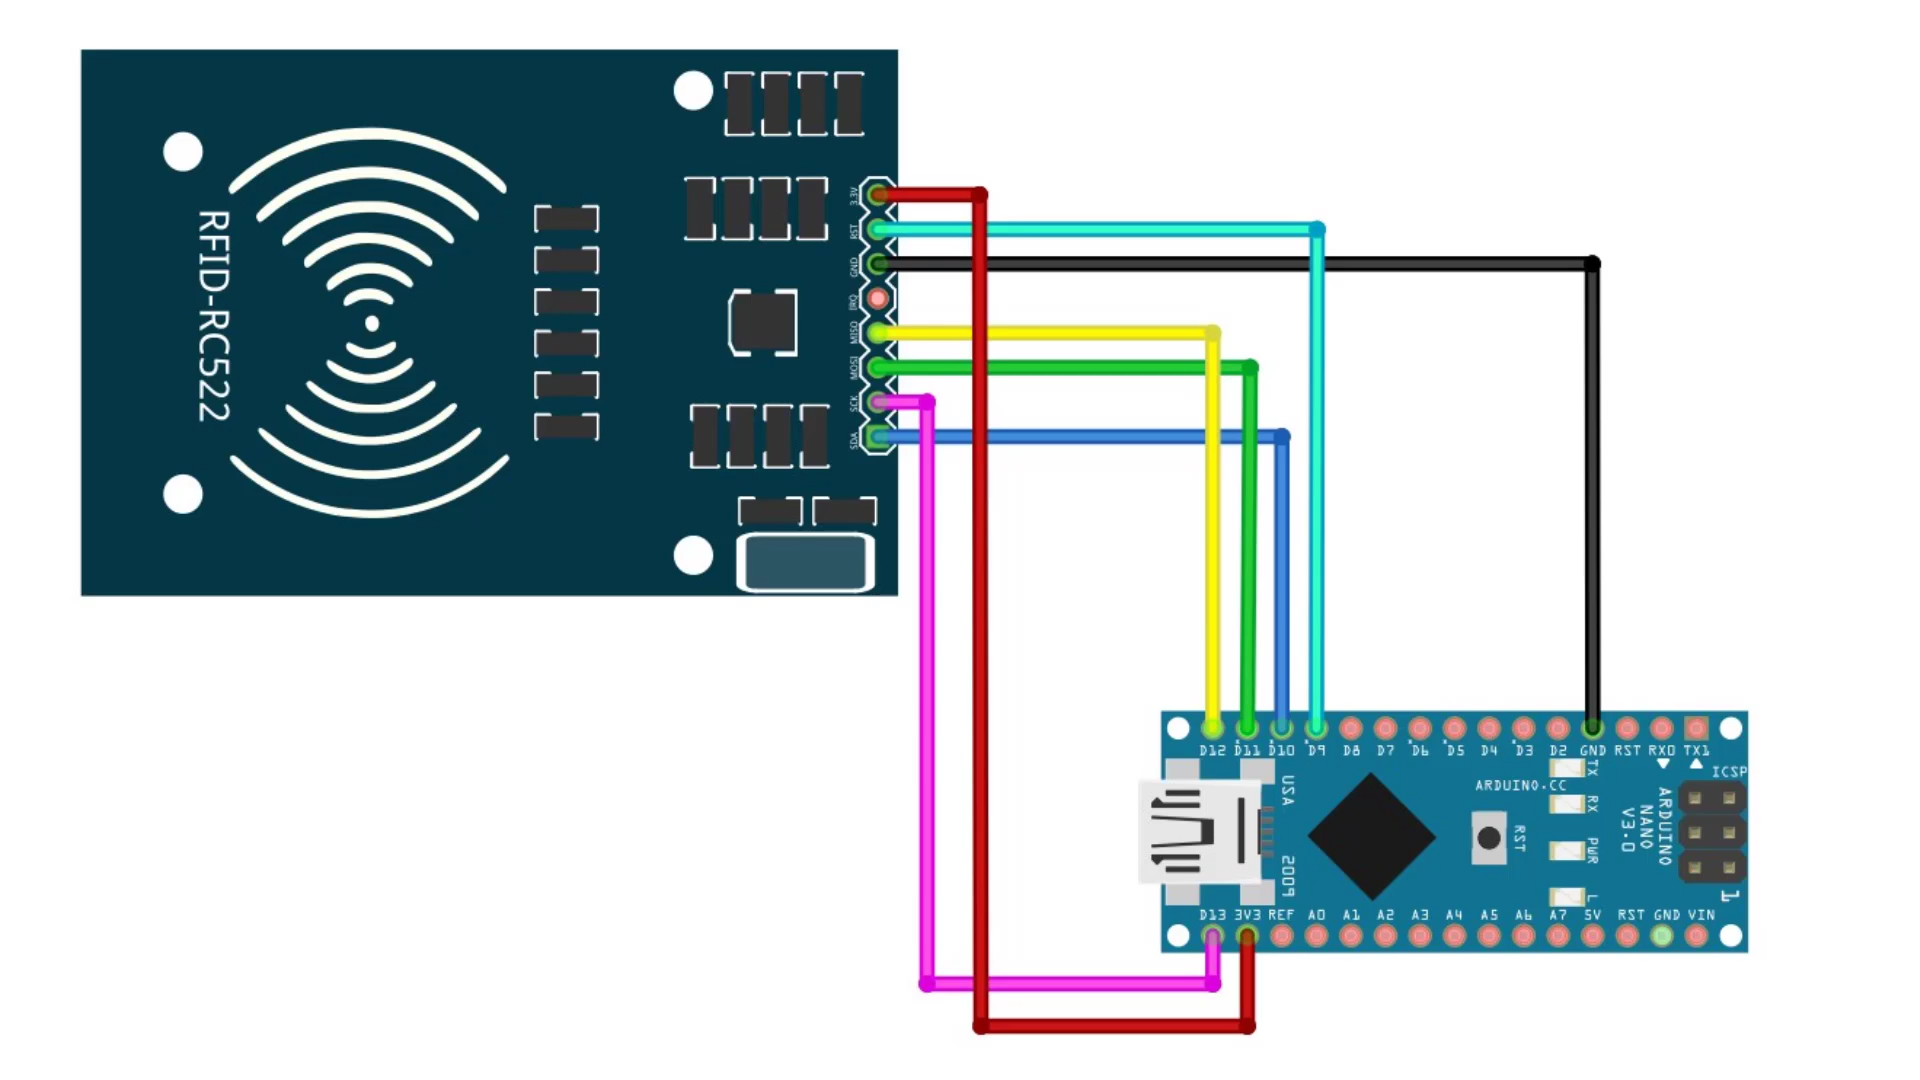 RFID-RC522
3.3V
RST
GND
IRQ
MISO
MOSI
SCK
SDA
D12 D11 D10 D9 D8 D7 D6 D5 D4 D3 D2 GND RST RX0 TX1
TX
RX
PWR
L
ARDUINO.CC
ICSP
1
ARDUINO
NANO
V3.0
RST
USA
2009
D13 3V3 REF A0 A1 A2 A3 A4 A5 A6 A7 5V RST GND VIN